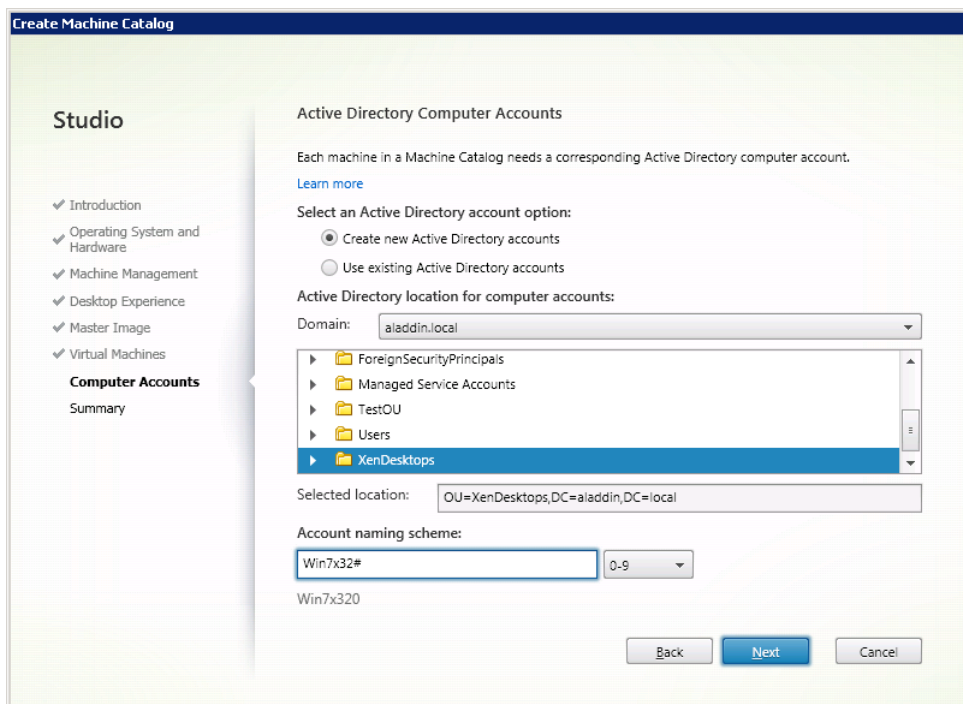 Create Machine Catalog
Studio
Introduction
Operating System and
Hardware
Machine Management
Desktop Experience
Master Image
Virtual Machines
Computer Accounts
Summary
Active Directory Computer Accounts
Each machine in a Machine Catalog needs a corresponding Active Directory computer account.
Learn more
Select an Active Directory account option:
Create new Active Directory accounts
Use existing Active Directory accounts
Active Directory location for computer accounts:
Domain: aladdin.local
ForeignSecurityPrincipals
Managed Service Accounts
TestOU
Users
XenDesktops
Selected location: OU=XenDesktops,DC=aladdin,DC=local
Account naming scheme:
Win7x32# 0-9
Win7x320
Back Next Cancel